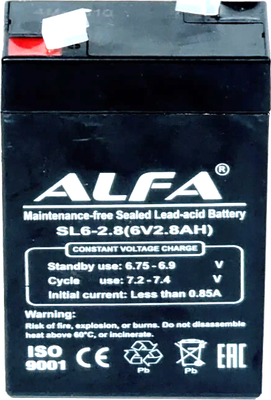 ALFA®
Maintenance-free Sealed Lead-acid Battery
SL6-2.8(6V2.8AH)
CONSTANT VOLTAGE CHARGE
Standby use: 6.75 - 6.9 V
Cycle use: 7.2 - 7.4 V
Initial current: Less than 0.85A
Warning:
Risk of fire, explosion, or burns. Do not disassemble
heat above 60°C, or incinerate.
ISO
9001
CE
Pb
Pb
EAC